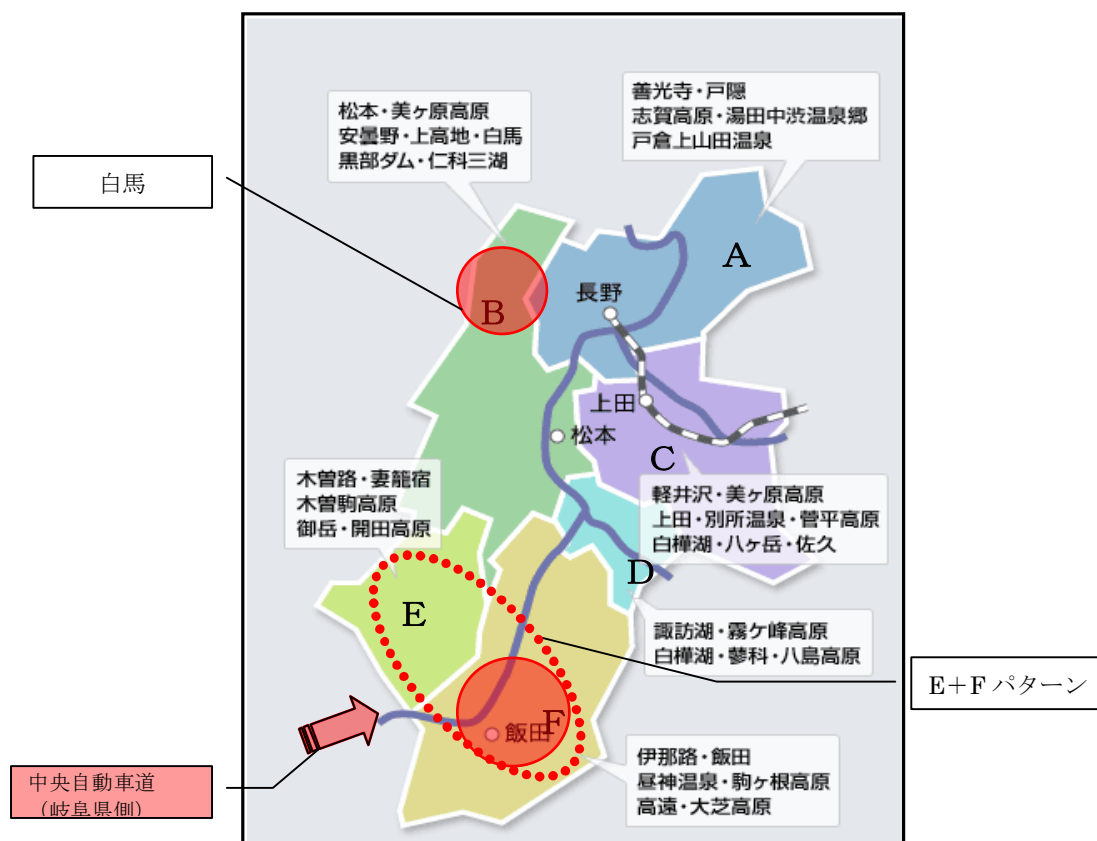 善光寺・戸隠
志賀高原・湯田中渋温泉郷
戸倉上山田温泉
松本・美ヶ原高原
安曇野・上高地・白馬
黒部ダム・仁科三湖
白馬
A
B
長野
上田
松本
C
軽井沢・美ヶ原高原
上田・別所温泉・菅平高原
白樺湖・八ヶ岳・佐久
木曽路・妻籠宿
木曽駒高原
御岳・開田高原
D
E
諏訪湖・霧ケ峰高原
白樺湖・蓼科・八島高原
E+F パターン
F
飯田
伊那路・飯田
昼神温泉・駒ヶ根高原
高遠・大芝高原
中央自動車道
（岐阜県側）